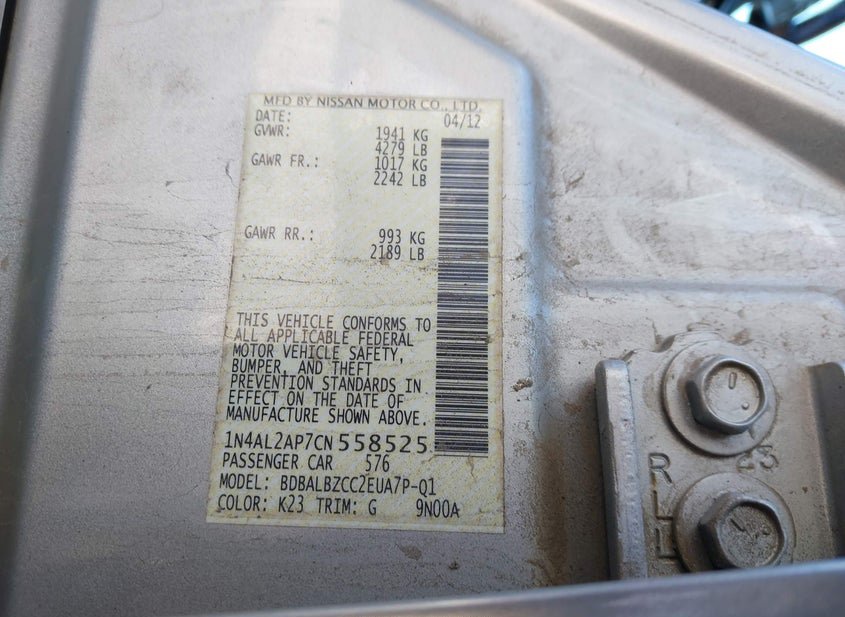 MFD BY NISSAN MOTOR CO., LTD.
DATE: 04/12
GVWR: 1941 KG
4279 LB
GAWR FR.: 1017 KG
2242 LB
GAWR RR.: 993 KG
2189 LB
THIS VEHICLE CONFORMS TO
ALL APPLICABLE FEDERAL
MOTOR VEHICLE SAFETY,
BUMPER, AND THEFT
PREVENTION STANDARDS IN
EFFECT ON THE DATE OF
MANUFACTURE SHOWN ABOVE.
1N4AL2AP7CN558525
PASSENGER CAR 576
MODEL: BDBALBZCC2EUA7P-Q1
COLOR: K23 TRIM: G 9N00A
R 23
L
L